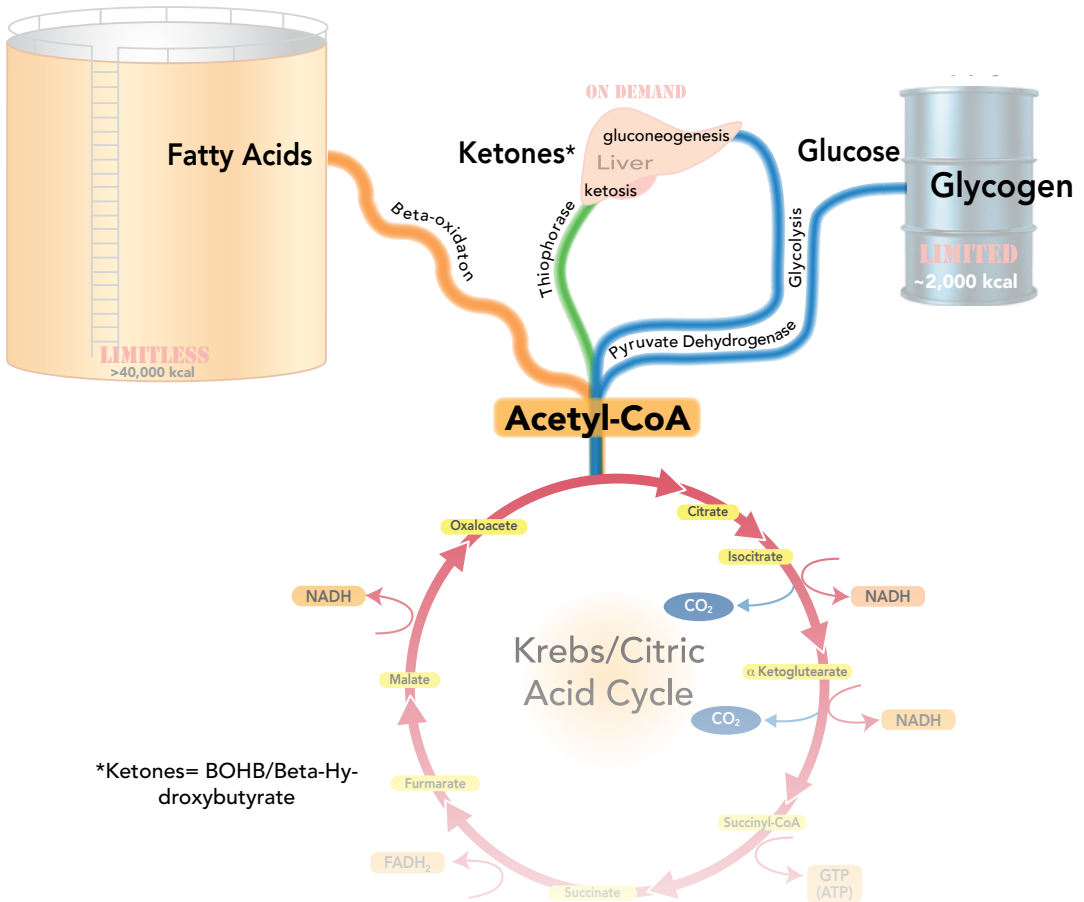 ON DEMAND
gluconeogenesis
Liver
ketosis
Fatty Acids
Ketones*
Glucose
Glycogen
LIMITED
~2,000 kcal
Beta-oxidaton
Thiophorase
Glycolysis
Pyruvate Dehydrogenase
LIMITLESS
>40,000 kcal
Acetyl-CoA
Oxaloacete
Citrate
Isocitrate
NADH
CO₂
NADH
Krebs/Citric
Acid Cycle
Malate
α Ketoglutearate
CO₂
NADH
*Ketones= BOHB/Beta-Hy-
droxybutyrate
Furmarate
Succinyl-CoA
FADH₂
Succinate
GTP
(ATP)